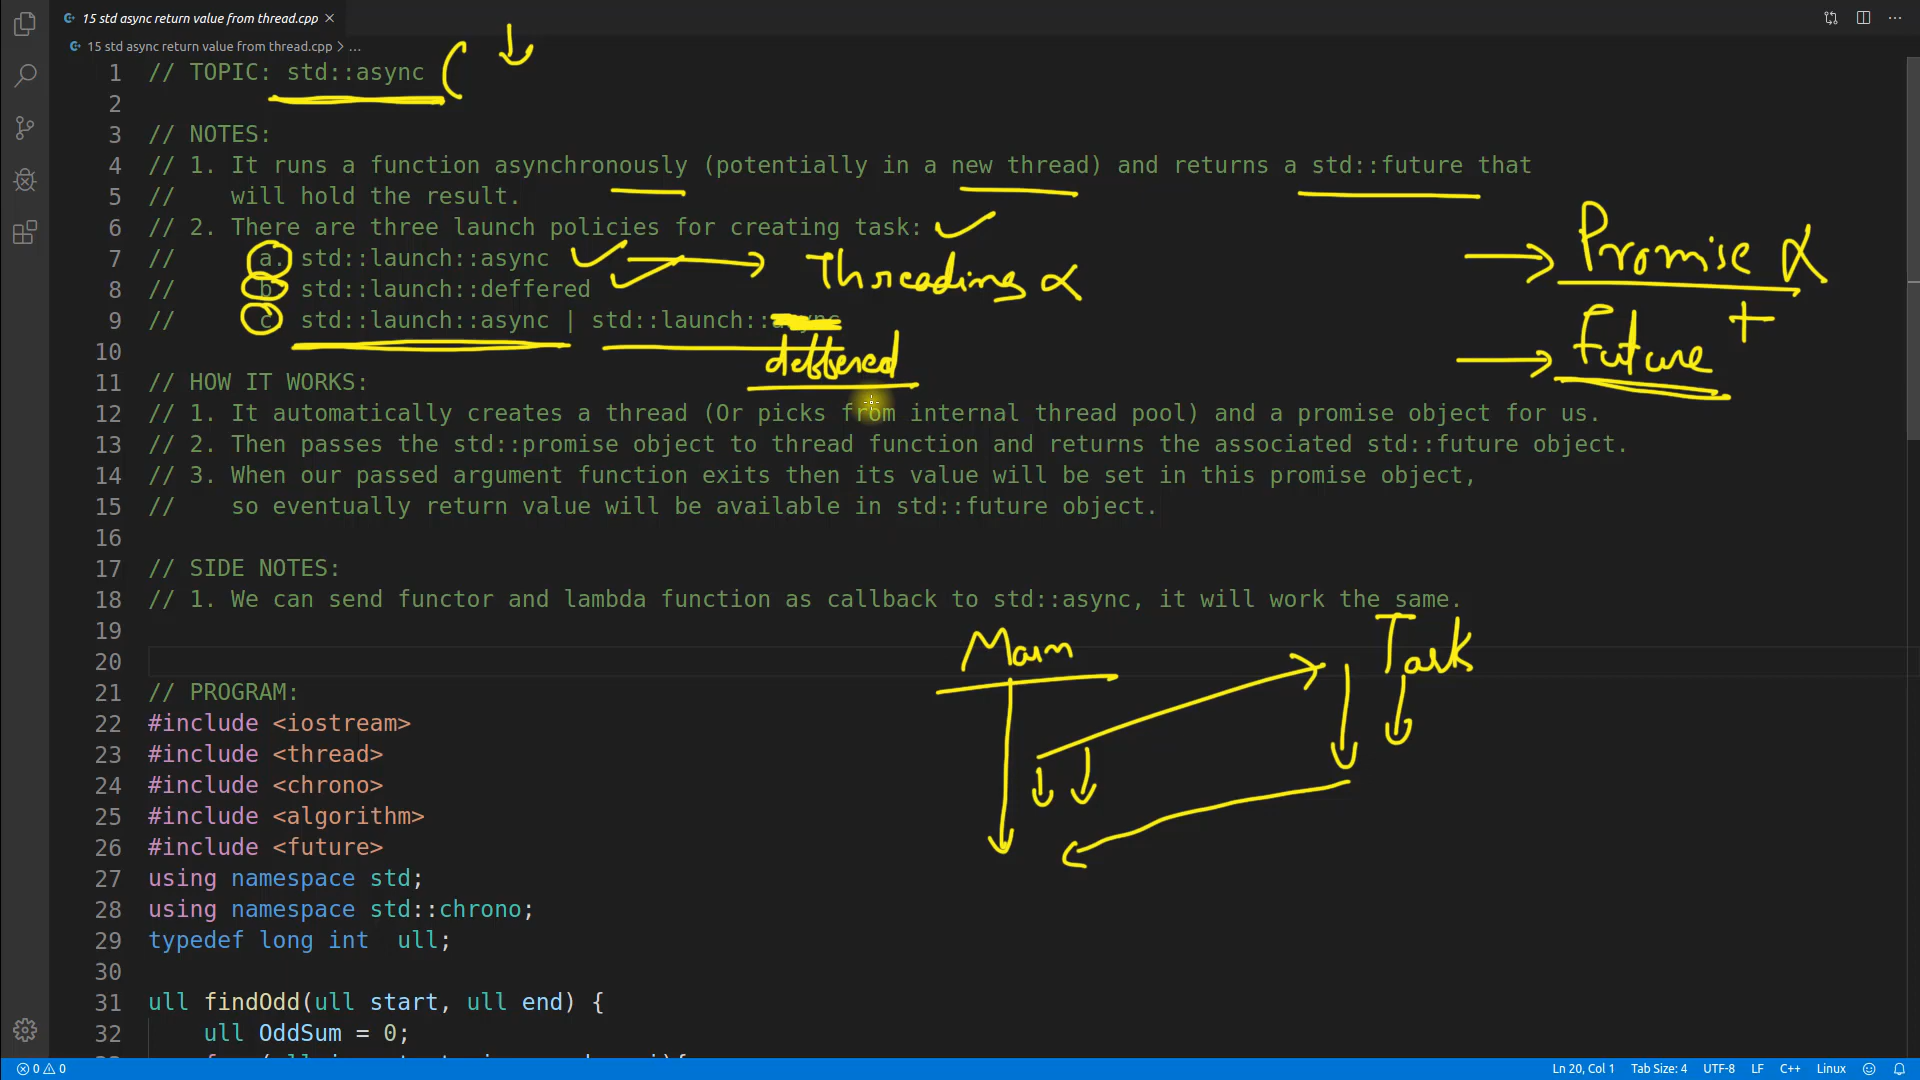 15 std async return value from thread.cpp
15 std async return value from thread.cpp > ...
1 // TOPIC: std::async (
2
3 // NOTES:
4 // 1. It runs a function asynchronously (potentially in a new thread) and returns a std::future that
5 //    will hold the result.
6 // 2. There are three launch policies for creating task:
7 //    a. std::launch::async
Threading
Promise
8 //    b. std::launch::deffered
9 //    c. std::launch::async | std::launch::async
+
deffered
Future
10
11 // HOW IT WORKS:
12 // 1. It automatically creates a thread (Or picks from internal thread pool) and a promise object for us.
13 // 2. Then passes the std::promise object to thread function and returns the associated std::future object.
14 // 3. When our passed argument function exits then its value will be set in this promise object,
15 //    so eventually return value will be available in std::future object.
16
17 // SIDE NOTES:
18 // 1. We can send functor and lambda function as callback to std::async, it will work the same.
19
Main
Task
20
21 // PROGRAM:
22 #include <iostream>
23 #include <thread>
24 #include <chrono>
25 #include <algorithm>
26 #include <future>
27 using namespace std;
28 using namespace std::chrono;
29 typedef long int  ull;
30
31 ull findOdd(ull start, ull end) {
32     ull OddSum = 0;
0 0
Ln 20, Col 1
Tab Size: 4
UTF-8
LF
C++
Linux